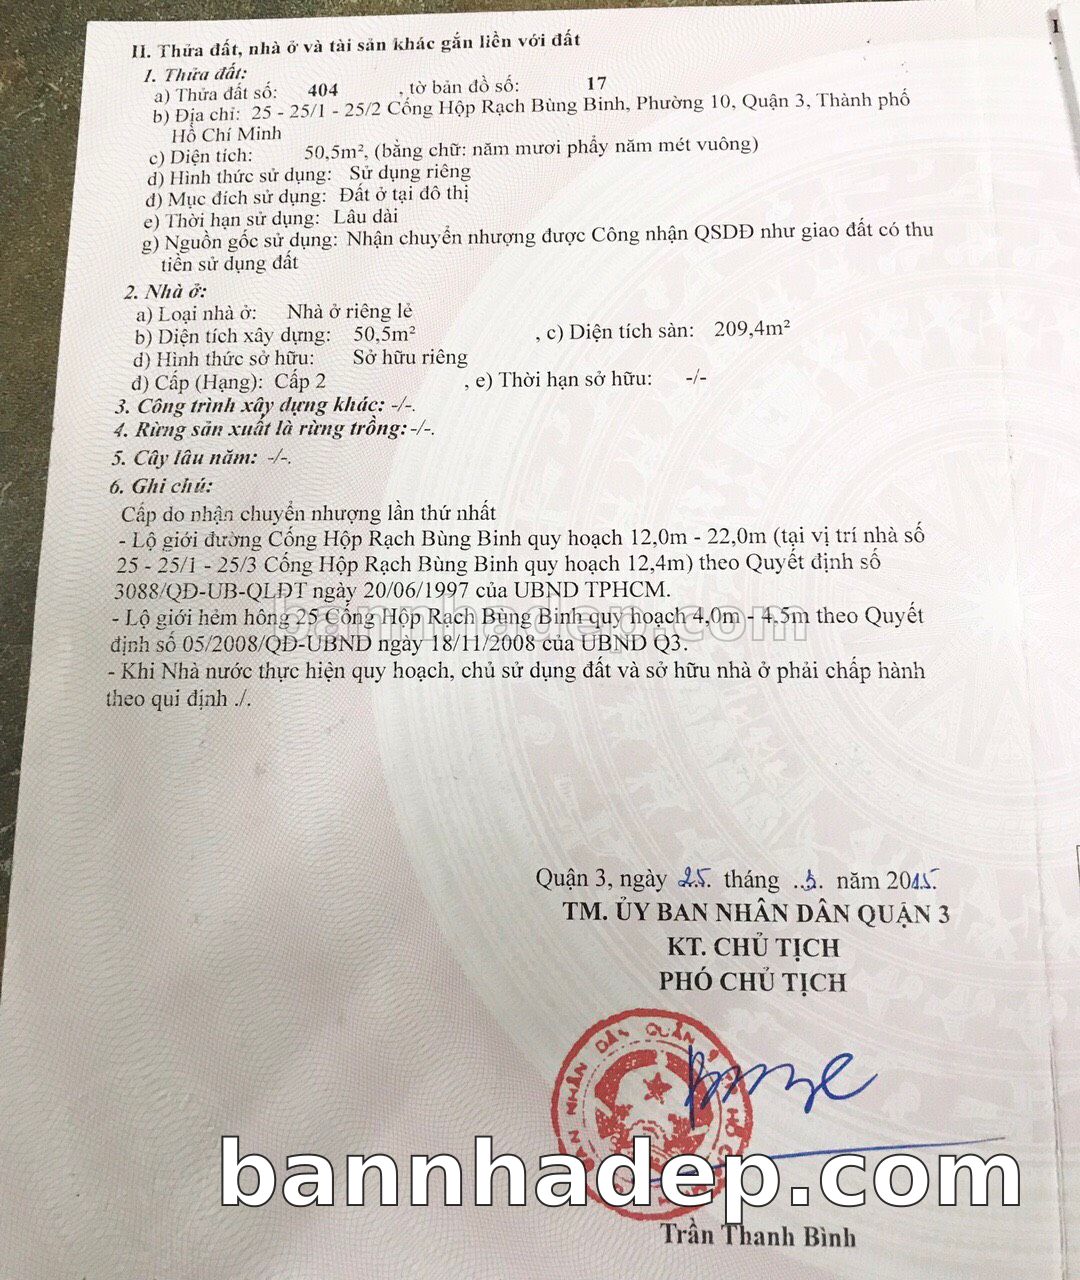 II. Thửa đất, nhà ở và tài sản khác gắn liền với đất
1. Thửa đất:
a) Thửa đất số: 404 , tờ bản đồ số: 17
b) Địa chỉ: 25 - 25/1 - 25/2 Cống Hộp Rạch Bùng Binh, Phường 10, Quận 3, Thành phố
Hồ Chí Minh
c) Diện tích: 50,5m², (bằng chữ: năm mươi phẩy năm mét vuông)
d) Hình thức sử dụng: Sử dụng riêng
đ) Mục đích sử dụng: Đất ở tại đô thị
e) Thời hạn sử dụng: Lâu dài
g) Nguồn gốc sử dụng: Nhận chuyển nhượng được Công nhận QSDĐ như giao đất có thu
tiền sử dụng đất
2. Nhà ở:
a) Loại nhà ở: Nhà ở riêng lẻ
b) Diện tích xây dựng: 50,5m² , c) Diện tích sàn: 209,4m²
d) Hình thức sở hữu: Sở hữu riêng
đ) Cấp (Hạng): Cấp 2 , e) Thời hạn sở hữu: -/-
3. Công trình xây dựng khác: -/-.
4. Rừng sản xuất là rừng trồng: -/-.
5. Cây lâu năm: -/-.
6. Ghi chú:
Cấp do nhận chuyển nhượng lần thứ nhất
- Lộ giới đường Cống Hộp Rạch Bùng Binh quy hoạch 12,0m - 22,0m (tại vị trí nhà số
25 - 25/1 - 25/3 Cống Hộp Rạch Bùng Binh quy hoạch 12,4m) theo Quyết định số
3088/QĐ-UB-QLĐT ngày 20/06/1997 của UBND TPHCM.
- Lộ giới hẻm hông 25 Cống Hộp Rạch Bùng Binh quy hoạch 4,0m - 4,5m theo Quyết
định số 05/2008/QĐ-UBND ngày 18/11/2008 của UBND Q3.
- Khi Nhà nước thực hiện quy hoạch, chủ sử dụng đất và sở hữu nhà ở phải chấp hành
theo qui định ./.
bannhadep.com
Quận 3, ngày 25. tháng ..3. năm 2015.
TM. ỦY BAN NHÂN DÂN QUẬN 3
KT. CHỦ TỊCH
PHÓ CHỦ TỊCH
BAN NHÂN DÂN QUẬN
bannhadep.com
Trần Thanh Bình